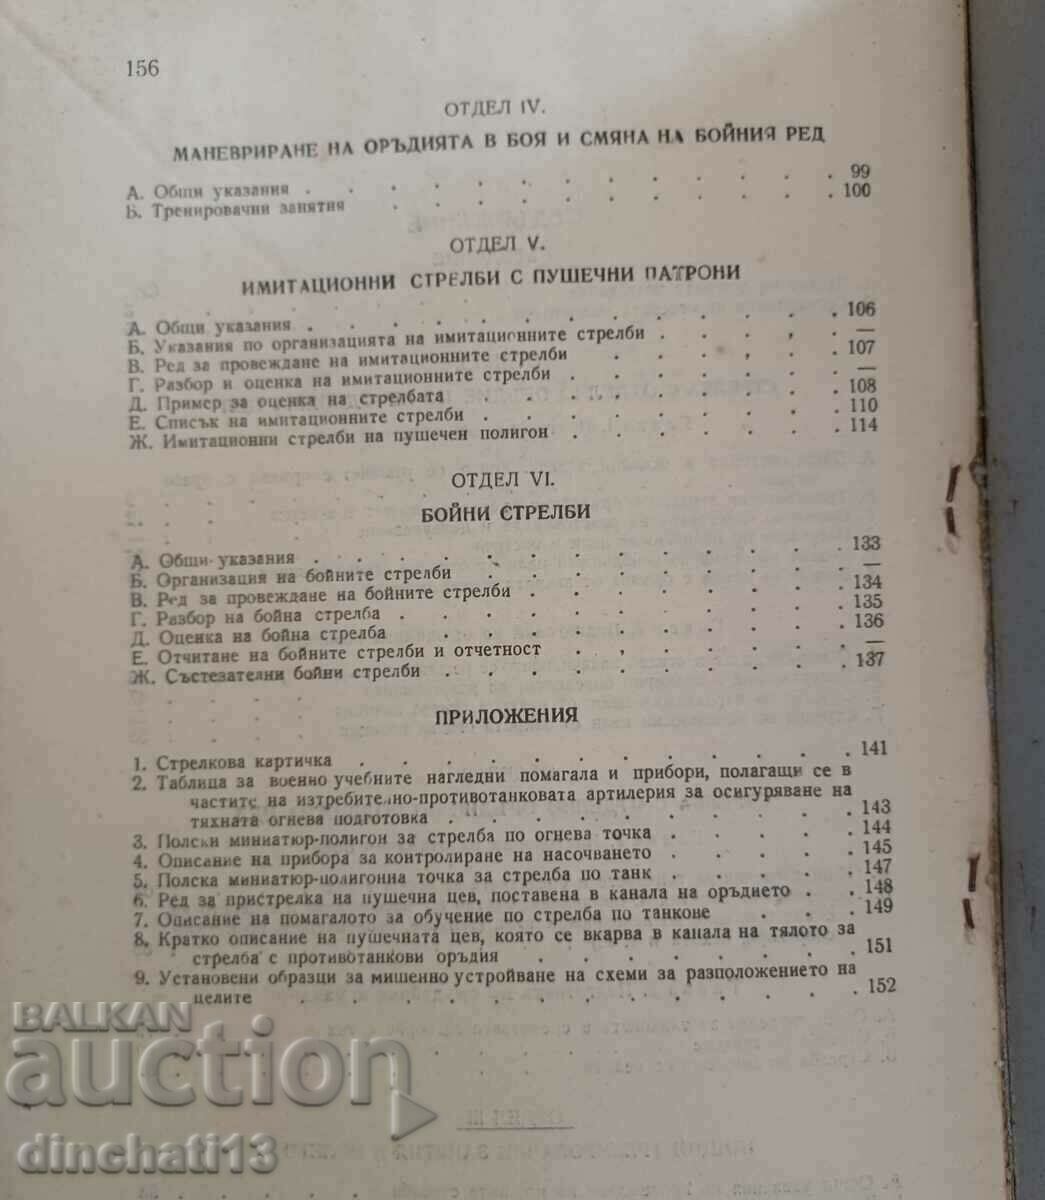 156
ОТДЕЛ IV.
МАНЕВРИРАНЕ НА ОРЪДИЯТА В БОЯ И СМЯНА НА БОЙНИЯ РЕД
А. Общи указания . . . . . . . . . . . . 99
Б. Тренировачни занятия . . . . . . . . . . . 100
ОТДЕЛ V.
ИМИТАЦИОННИ СТРЕЛБИ С ПУШЕЧНИ ПАТРОНИ
А. Общи указания . . . . . . . . . . . . 106
Б. Указания по организацията на имитационните стрелби . . . . —
В. Ред за провеждане на имитационните стрелби . . . . . 107
Г. Разбор и оценка на имитационните стрелби . . . . . . —
Д. Пример за оценка на стрелбата . . . . . . . . 108
Е. Списък на имитационните стрелби . . . . . . . . 110
Ж. Имитационни стрелби на пушечен полигон . . . . . . 114
ОТДЕЛ VI.
БОЙНИ СТРЕЛБИ
А. Общи указания . . . . . . . . . . . . 133
Б. Организация на бойните стрелби . . . . . . . . —
В. Ред за провеждане на бойните стрелби . . . . . . . 134
Г. Разбор на бойна стрелба . . . . . . . . . . 135
Д. Оценка на бойна стрелба . . . . . . . . . . 136
Е. Отчитане на бойните стрелби и отчетност . . . . . . —
Ж. Състезателни бойни стрелби . . . . . . . . . 137
ПРИЛОЖЕНИЯ
1. Стрелкова картичка . . . . . . . . . . . 141
2. Таблица за военно учебните нагледни помагала и прибори, полагащи се в
частите на изтребително-противотанковата артилерия за осигуряване на
тяхната огнева подготовка . . . . . . . . . 143
3. Полски миниатюр-полигон за стрелба по огнева точка . . . . 144
4. Описание на прибора за контролиране на насочването . . . . 145
5. Полска миниатюр-полигонна точка за стрелба по танк . . . . 147
6. Ред за пристрелка на пушечна цев, поставена в канала на оръдието . . 148
7. Описание на помагалото за обучение по стрелба по танкове . . . 149
8. Кратко описание на пушечната цев, която се вкарва в канала на тялото за
стрелба с противотанкови оръдия . . . . . . . 151
9. Установени образци за мишенно устройване на схеми за разположението на
целите . . . . . . . . . . . . . 152
BALKAN
auction
dinchati13